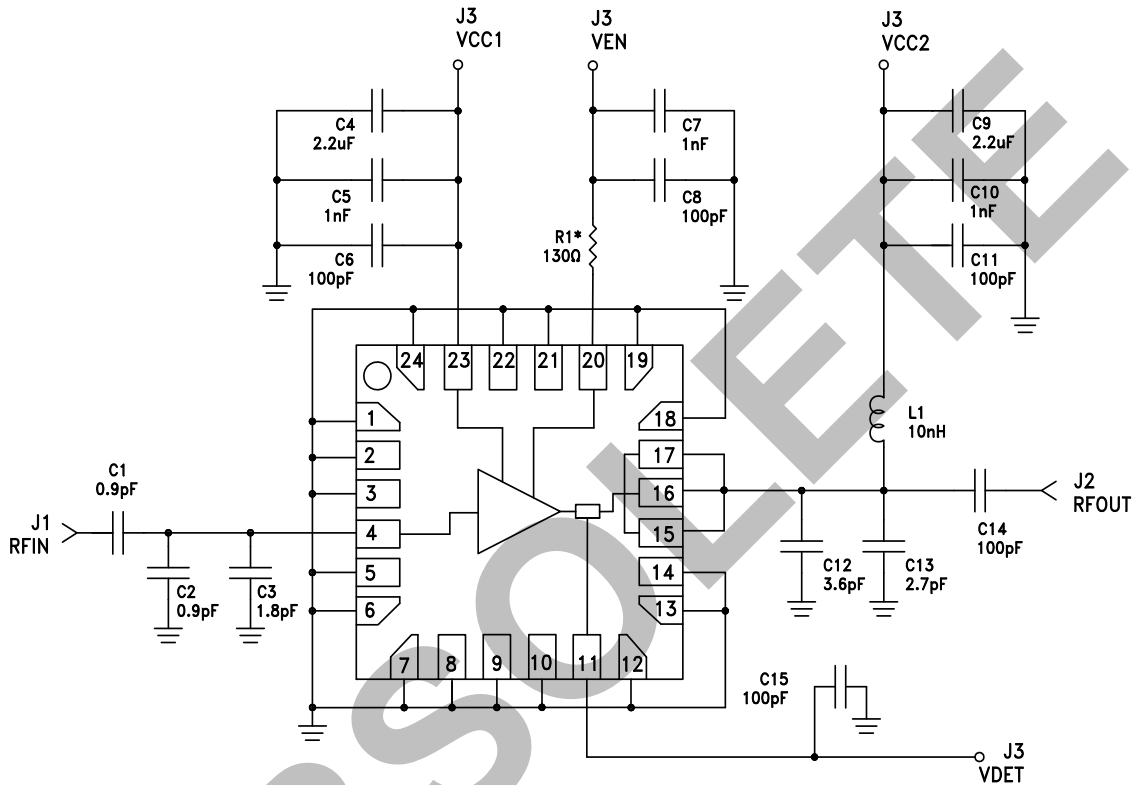 J3
VCC1
J3
VEN
J3
VCC2
C4
2.2uF
C7
1nF
C9
2.2uF
C5
1nF
C8
100pF
C10
1nF
R1*
130Ω
C6
100pF
C11
100pF
24
23
22
21
20
19
1
18
2
17
3
16
4
15
5
14
6
13
7
8
9
10
11
12
L1
10nH
C1
0.9pF
J1
RFIN
C2
0.9pF
C3
1.8pF
J2
RFOUT
C14
100pF
C12
3.6pF
C13
2.7pF
C15
100pF
J3
VDET
OBSOLETE